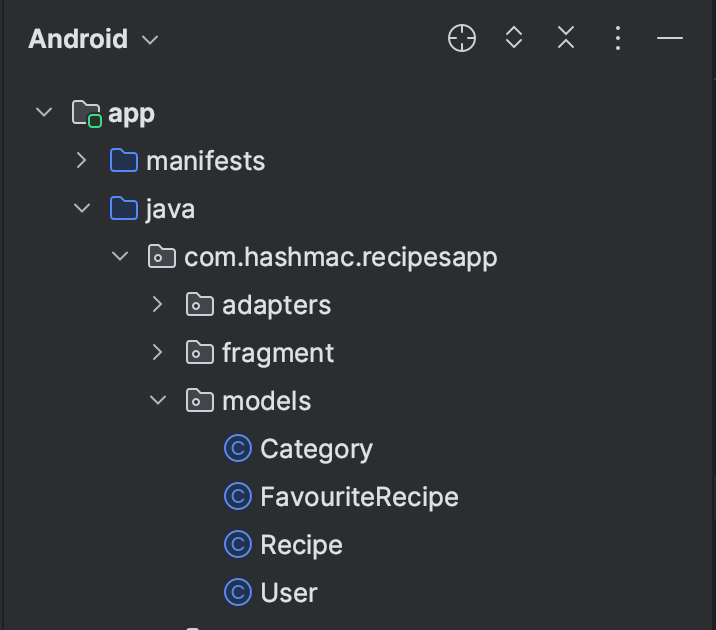 Android
app
manifests
java
com.hashmac.recipesapp
adapters
fragment
models
Category
FavouriteRecipe
Recipe
User